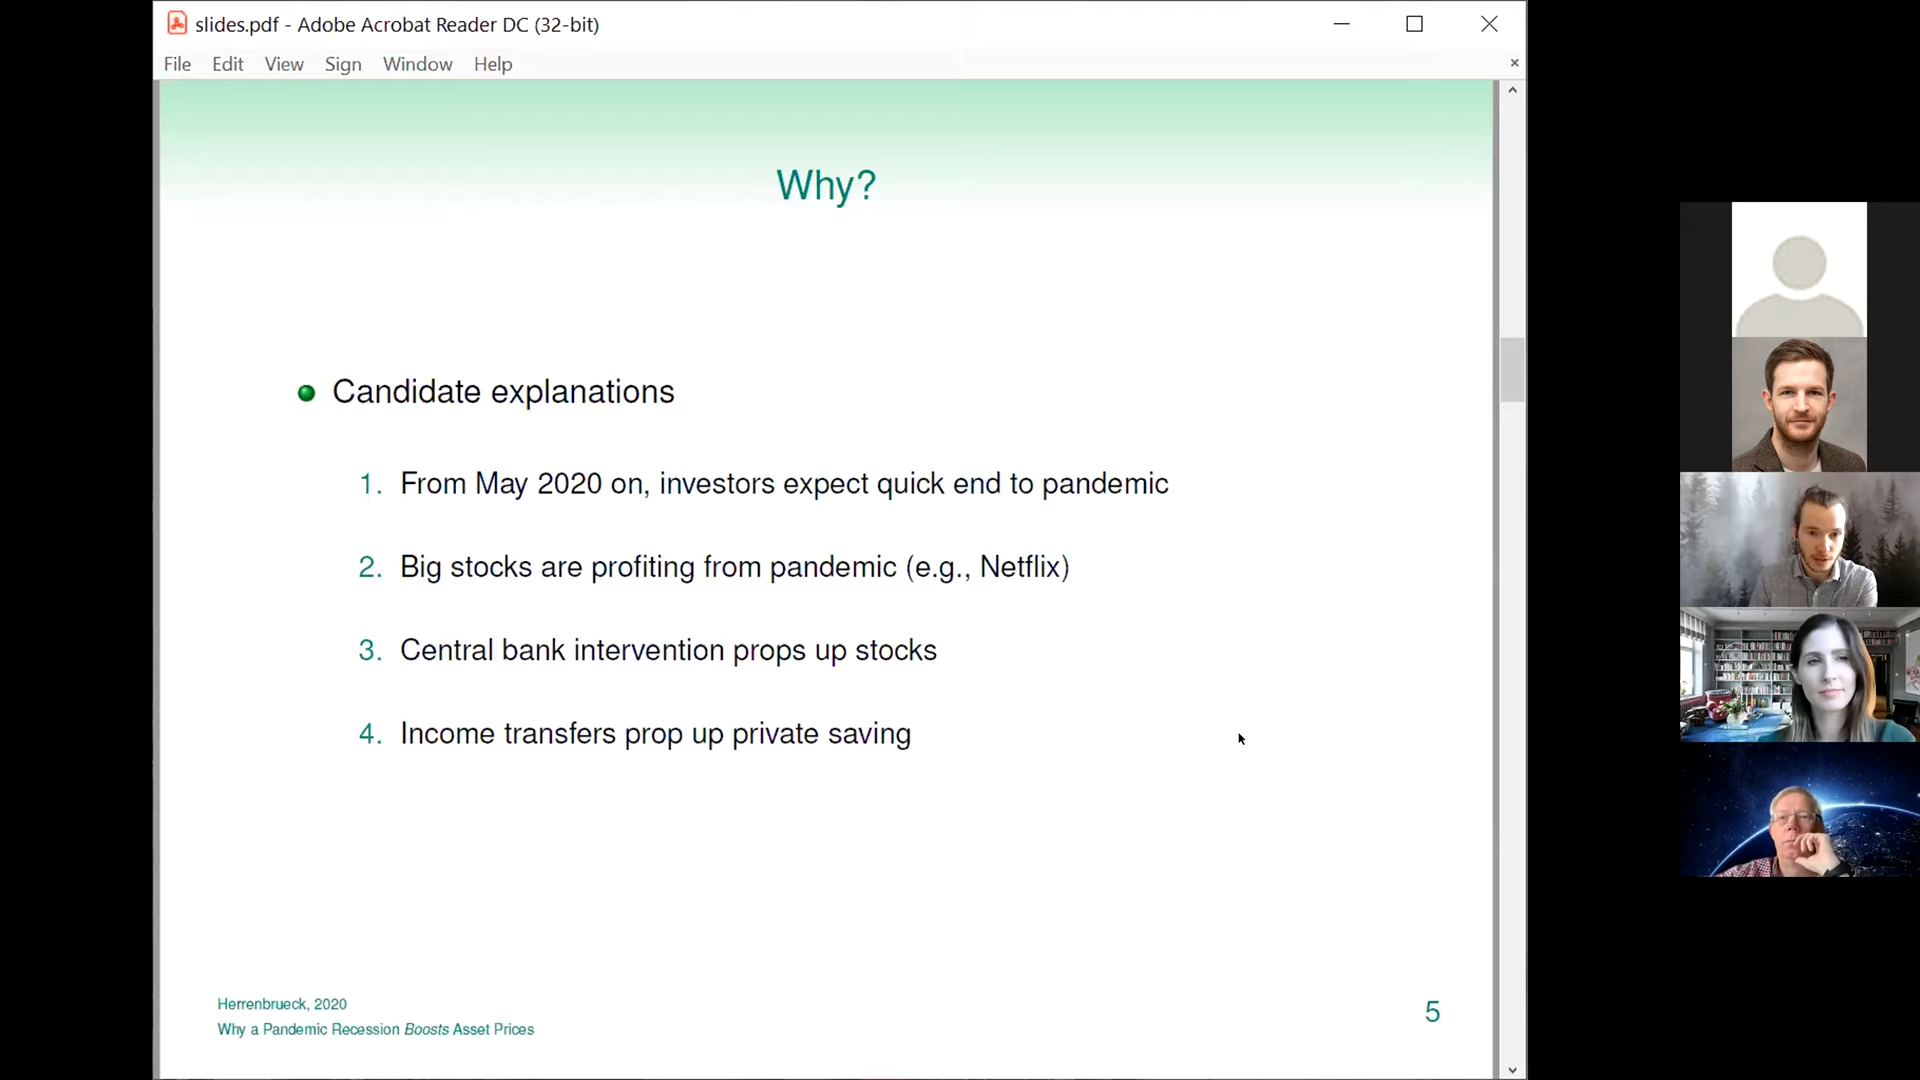 slides.pdf - Adobe Acrobat Reader DC (32-bit)
File Edit View Sign Window Help
Why?
Candidate explanations
1. From May 2020 on, investors expect quick end to pandemic
2. Big stocks are profiting from pandemic (e.g., Netflix)
3. Central bank intervention props up stocks
4. Income transfers prop up private saving
Herrenbrueck, 2020
Why a Pandemic Recession Boosts Asset Prices
5